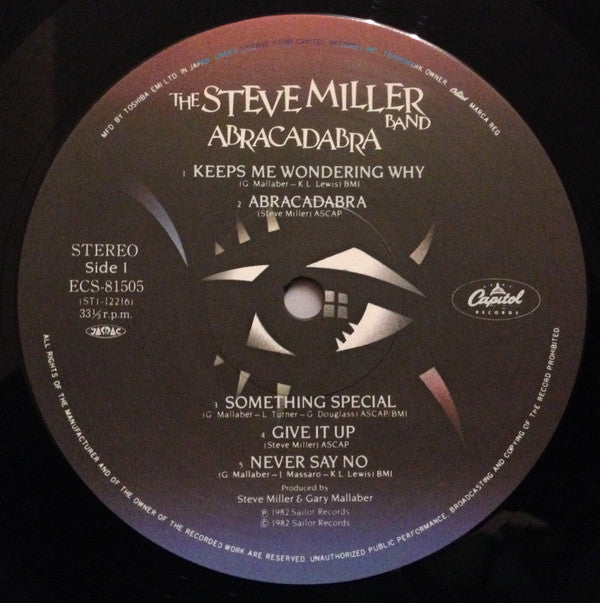 MFD. BY TOSHIBA-EMI LTD. IN JAPAN UNDER LICENSE FROM CAPITOL RECORDS, INC., TRADEMARK OWNER. Capitol MARCA REG.
THE STEVE MILLER
BAND
ABRACADABRA
1 KEEPS ME WONDERING WHY
(G. Mallaber – K.L. Lewis) BMI
2 ABRACADABRA
(Steve Miller) ASCAP
STEREO
Side 1
ECS-81505
(ST1-12216)
33⅓ r.p.m.
JASRAC
Capitol
RECORDS
3 SOMETHING SPECIAL
(G. Mallaber – L. Turner – G. Douglass) ASCAP/BMI
4 GIVE IT UP
(Steve Miller) ASCAP
5 NEVER SAY NO
(G. Mallaber – J. Massaro – K.L. Lewis) BMI
Produced by
Steve Miller & Gary Mallaber
℗ 1982 Sailor Records
© 1982 Sailor Records
ALL RIGHTS OF THE MANUFACTURER AND OF THE OWNER OF THE RECORDED WORK ARE RESERVED. UNAUTHORIZED PUBLIC PERFORMANCE, BROADCASTING AND COPYING OF THE RECORD PROHIBITED.